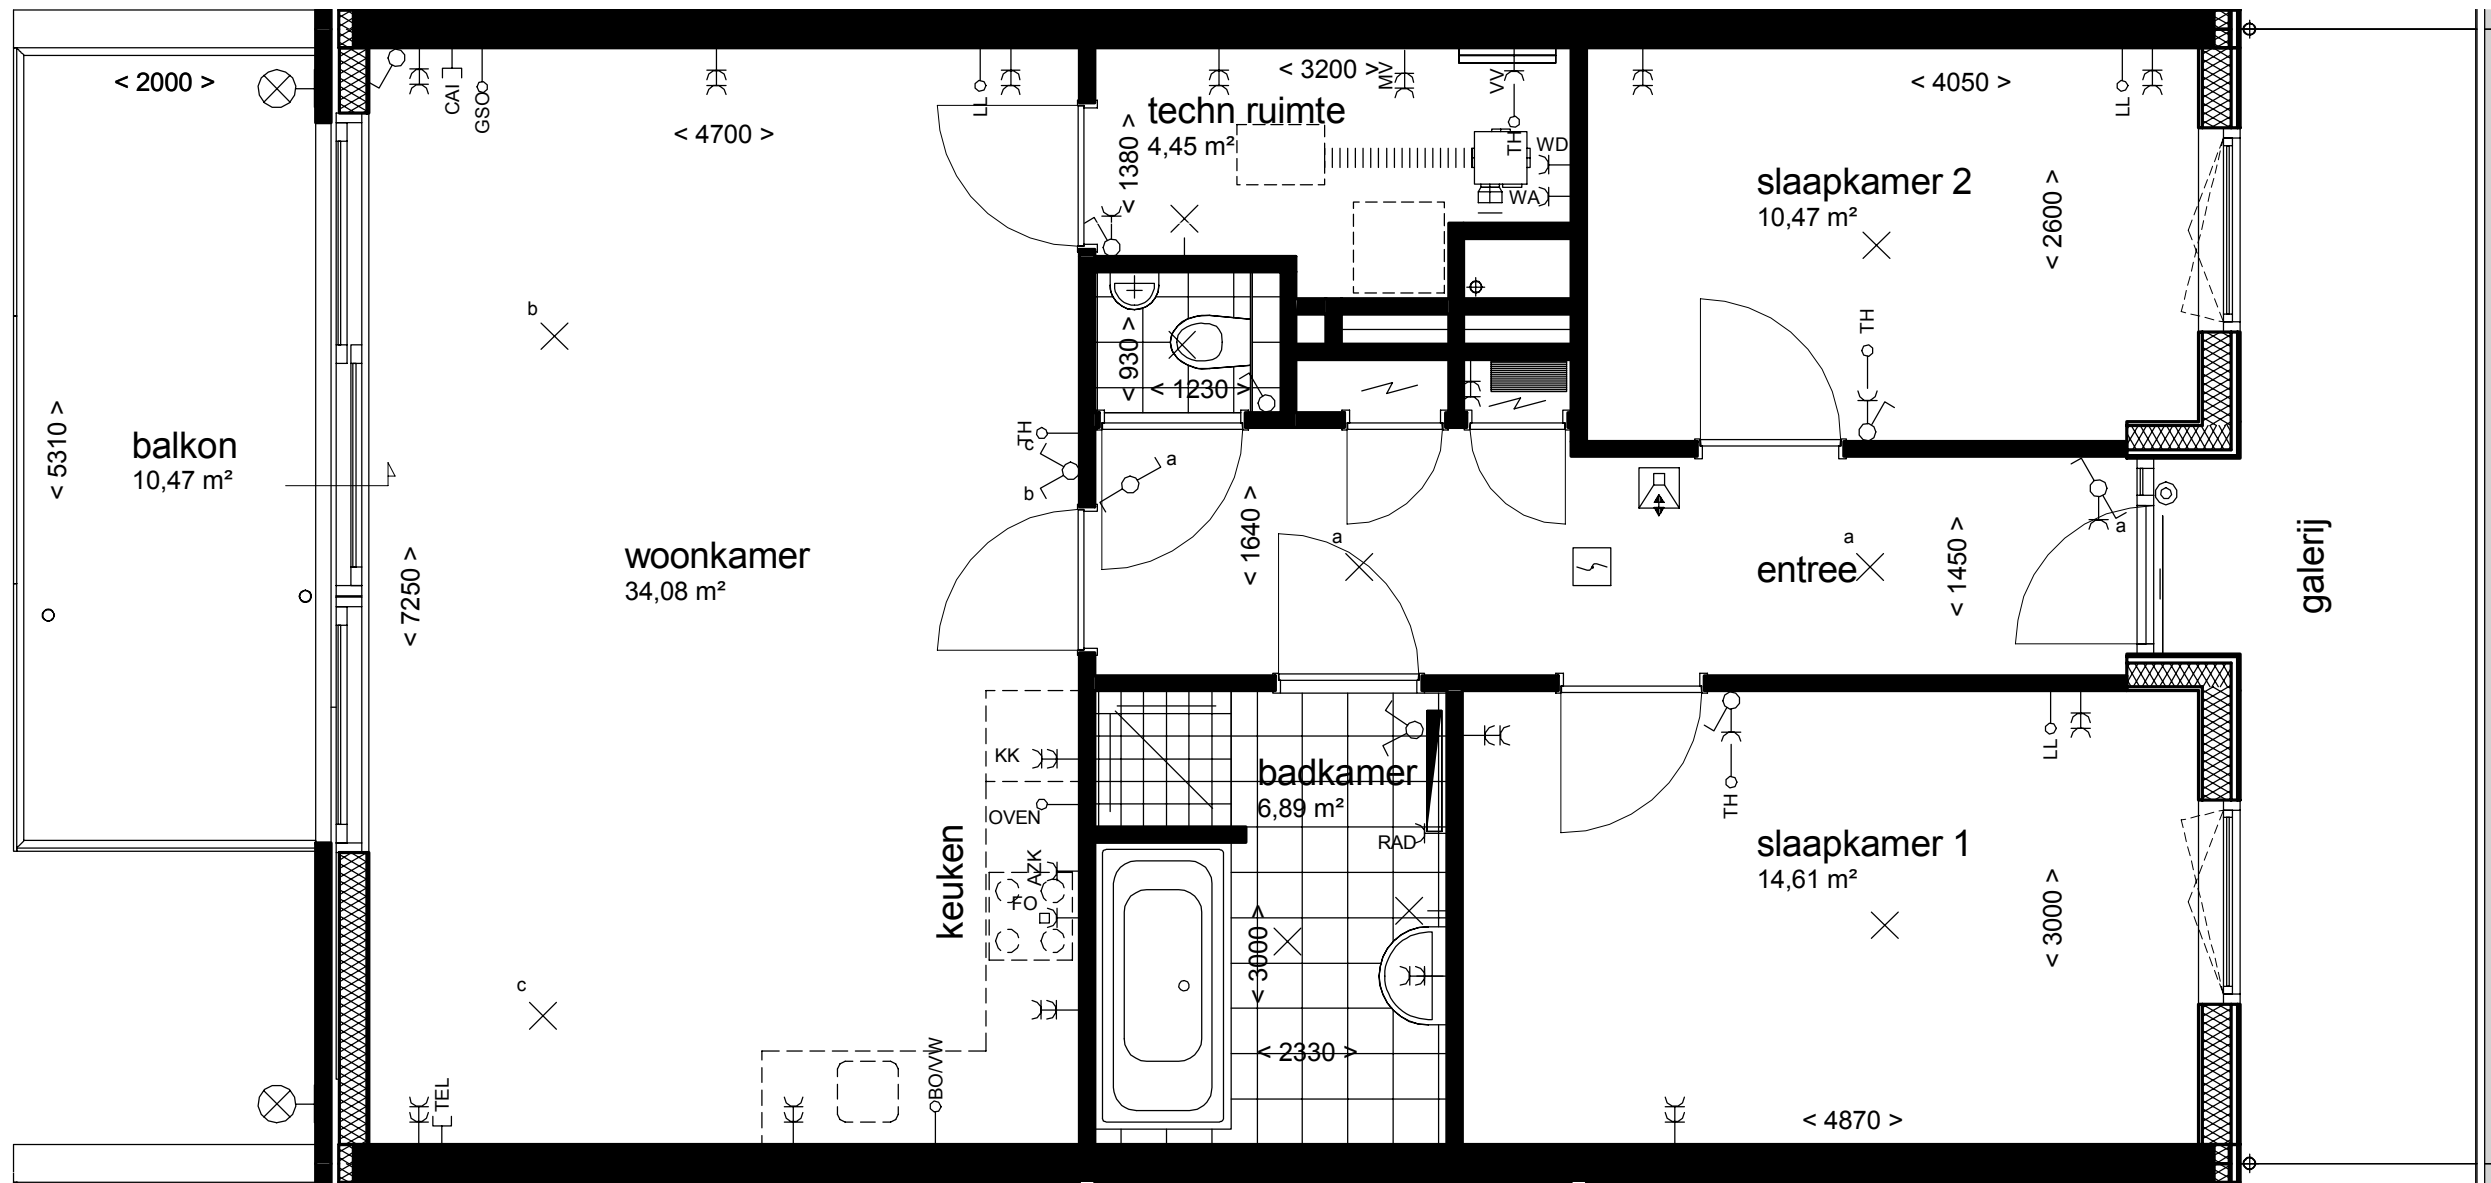 < 2000 >
CAI
GSO
< 4700 >
LL
< 3200 >
MV
VV
techn ruimte
4,45 m²
< 1380 >
TH
WD
WA
< 4050 >
LL
slaapkamer 2
10,47 m²
< 2600 >
TH
b
< 930 >
< 1230 >
balkon
10,47 m²
< 5310 >
TH
c
b
a
a
< 7250 >
woonkamer
34,08 m²
< 1640 >
a
a
entree
< 1450 >
galerij
KK
OVEN
AZK
FO
keuken
badkamer
6,89 m²
RAD
< 3000 >
< 2330 >
TH
LL
slaapkamer 1
14,61 m²
< 3000 >
< 4870 >
c
TEL
BO/VW